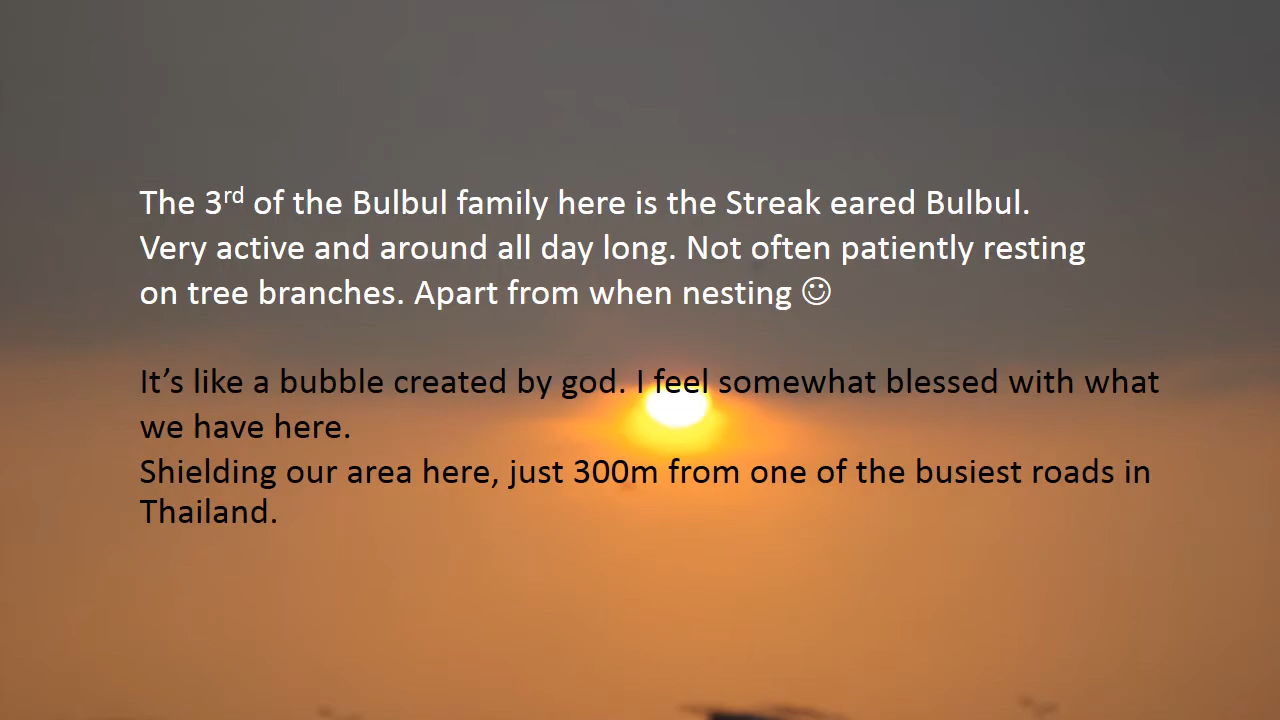 The 3rd of the Bulbul family here is the Streak eared Bulbul.
Very active and around all day long. Not often patiently resting
on tree branches. Apart from when nesting ☺
It’s like a bubble created by god. I feel somewhat blessed with what
we have here.
Shielding our area here, just 300m from one of the busiest roads in
Thailand.